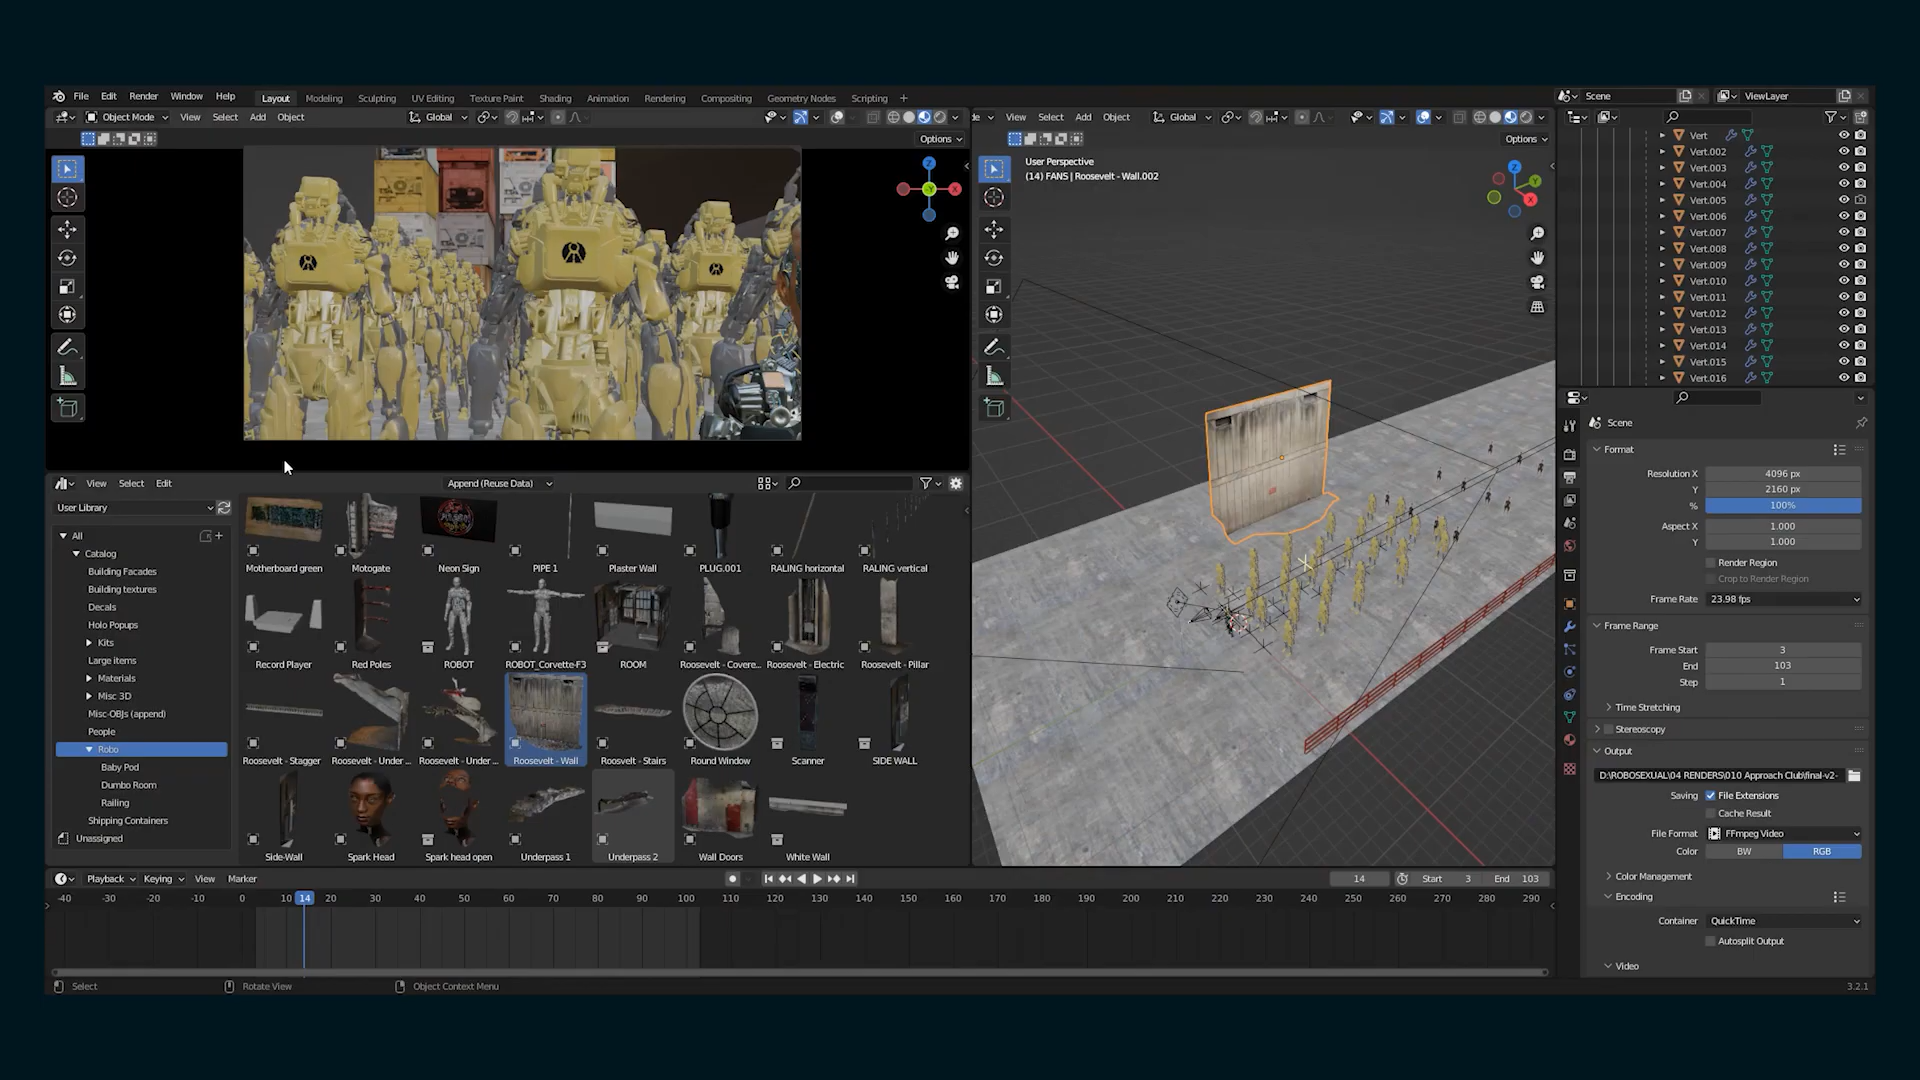 File Edit Render Window Help
Layout Modeling Sculpting UV Editing Texture Paint Shading Animation Rendering Compositing Geometry Nodes Scripting +
Scene ViewLayer
Object Mode View Select Add Object Global
View Select Add Object Global
Options
Options
Z
X
Y
User Perspective
(14) FANS | Roosevelt - Wall.002
Z
Y
X
Vert
Vert.002
Vert.003
Vert.004
Vert.005
Vert.006
Vert.007
Vert.008
Vert.009
Vert.010
Vert.011
Vert.012
Vert.013
Vert.014
Vert.015
Vert.016
Scene
Format
Resolution X 4096 px
Y 2160 px
% 100%
Aspect X 1.000
Y 1.000
Render Region
Crop to Render Region
Frame Rate 23.98 fps
Frame Range
Frame Start 3
End 103
Step 1
Time Stretching
Stereoscopy
Output
D:\ROBOSEXUAL\04 RENDERS\010 Approach Club\final-v2-
Saving File Extensions
Cache Result
File Format FFmpeg Video
Color BW RGB
Color Management
Encoding
Container QuickTime
Autosplit Output
Video
View Select Edit Append (Reuse Data)
User Library
All
Catalog
Building Facades
Building textures
Decals
Holo Popups
Kits
Large items
Materials
Misc 3D
Misc-OBJs (append)
People
Robo
Baby Pod
Dumbo Room
Railing
Shipping Containers
Unassigned
Motherboard green Motogate Neon Sign PIPE 1 Plaster Wall PLUG.001 RALING horizontal RALING vertical
Record Player Red Poles ROBOT ROBOT_Corvette-F3 ROOM Roosevelt - Covere... Roosevelt - Electric Roosevelt - Pillar
Roosevelt - Stagger Roosevelt - Under... Roosevelt - Under... Roosevelt - Wall Roosvelt - Stairs Round Window Scanner SIDE WALL
Side-Wall Spark Head Spark head open Underpass 1 Underpass 2 Wall Doors White Wall
Playback Keying View Marker 14 Start 3 End 103
-40 -30 -20 -10 0 10 14 20 30 40 50 60 70 80 90 100 110 120 130 140 150 160 170 180 190 200 210 220 230 240 250 260 270 280 290
Select Rotate View Object Context Menu 3.2.1